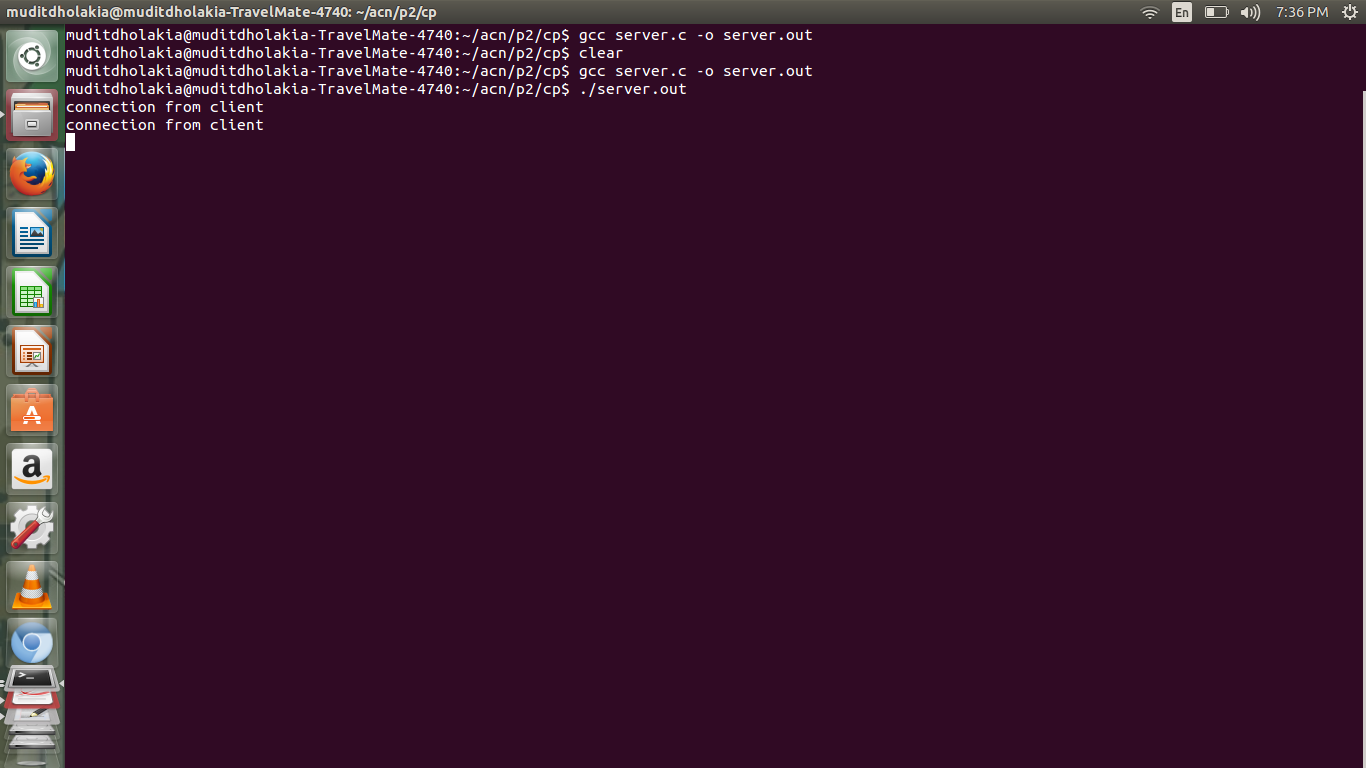 muditdholakia@muditdholakia-TravelMate-4740: ~/acn/p2/cp
En
7:36 PM
muditdholakia@muditdholakia-TravelMate-4740:~/acn/p2/cp$ gcc server.c -o server.out
muditdholakia@muditdholakia-TravelMate-4740:~/acn/p2/cp$ clear
muditdholakia@muditdholakia-TravelMate-4740:~/acn/p2/cp$ gcc server.c -o server.out
muditdholakia@muditdholakia-TravelMate-4740:~/acn/p2/cp$ ./server.out
connection from client
connection from client